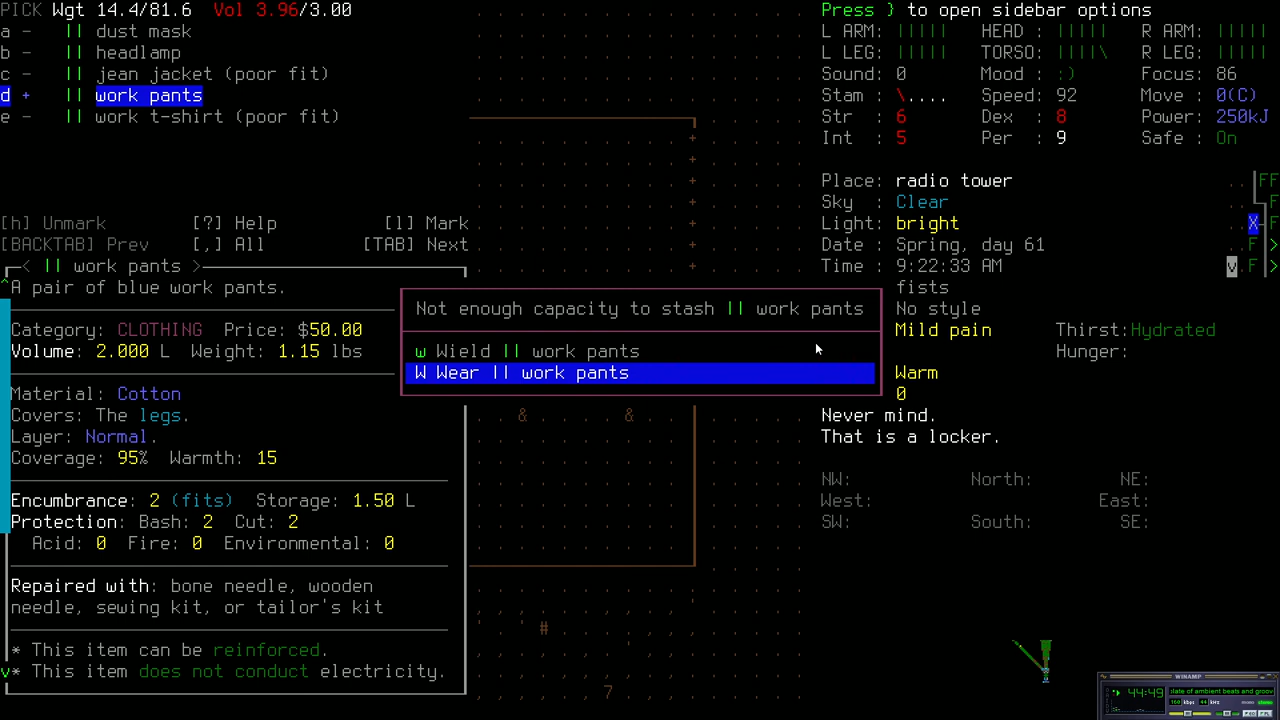 PICK Wgt 14.4/81.6  Vol 3.96/3.00
Press } to open sidebar options
a -   || dust mask
b -   || headlamp
c -   || jean jacket (poor fit)
d +   || work pants
e -   || work t-shirt (poor fit)
[h] Unmark  [?] Help  [l] Mark
[BACKTAB] Prev  [,] All  [TAB] Next
< || work pants >
A pair of blue work pants.
Category: CLOTHING  Price: $50.00
Volume: 2.000 L  Weight: 1.15 lbs
Material: Cotton
Covers: The legs.
Layer: Normal.
Coverage: 95%  Warmth: 15
Encumbrance: 2 (fits)  Storage: 1.50 L
Protection: Bash: 2  Cut: 2
Acid: 0  Fire: 0  Environmental: 0
Repaired with: bone needle, wooden
needle, sewing kit, or tailor's kit
* This item can be reinforced.
v* This item does not conduct electricity.
Not enough capacity to stash || work pants
w Wield || work pants
W Wear || work pants
L ARM: |||||  HEAD : |||||  R ARM: |||||
L LEG: |||||  TORSO: ||||\  R LEG: |||||
Sound: 0  Mood : :)  Focus: 86
Stam : \....  Speed: 92  Move : 0(C)
Str : 6  Dex : 8  Power: 250kJ
Int : 5  Per : 9  Safe : On
Place: radio tower
Sky : Clear
Light: bright
Date : Spring, day 61
Time : 9:22:33 AM
fists
No style
Mild pain  Thirst:Hydrated
Hunger:
Warm
0
Never mind.
That is a locker.
NW:  North:  NE:
West:  East:
SW:  South:  SE:
WINAMP
44:49
slate of ambient beats and groov